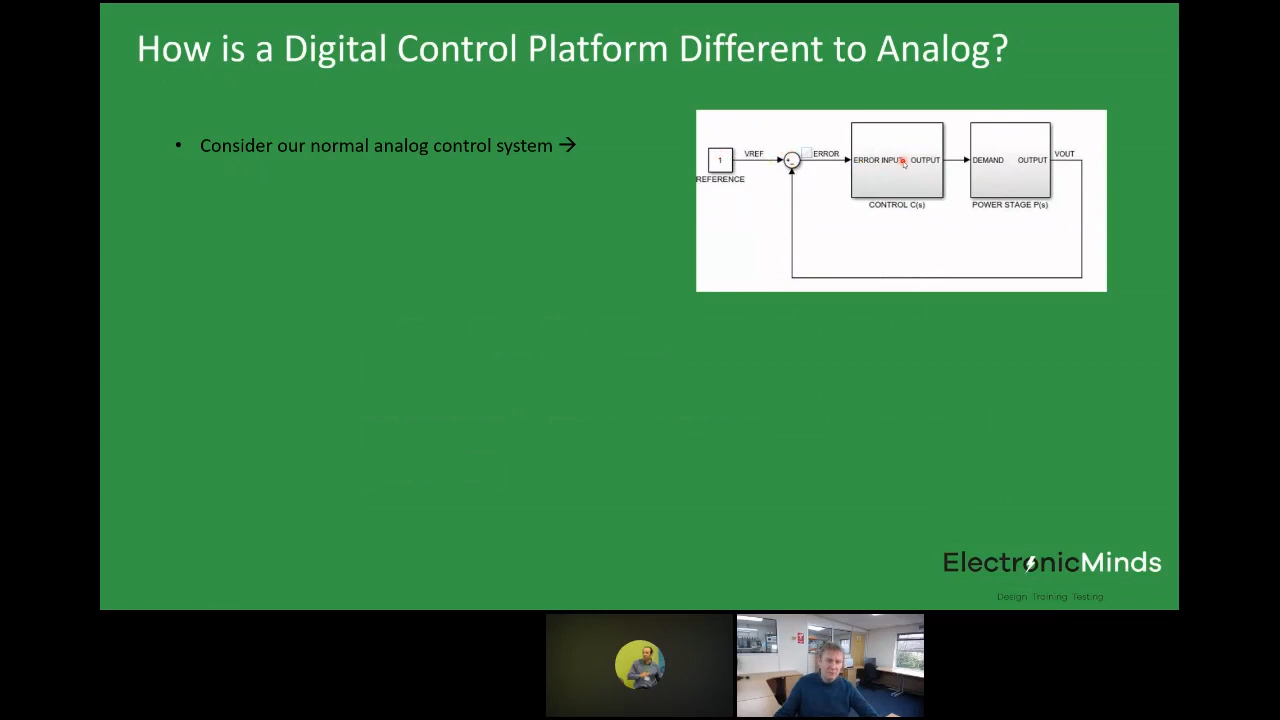 How is a Digital Control Platform Different to Analog?
• Consider our normal analog control system →
1
REFERENCE
VREF
ERROR
ERROR INPUT OUTPUT
CONTROL C(s)
DEMAND OUTPUT
POWER STAGE P(s)
VOUT
ElectronicMinds
Design Training Testing